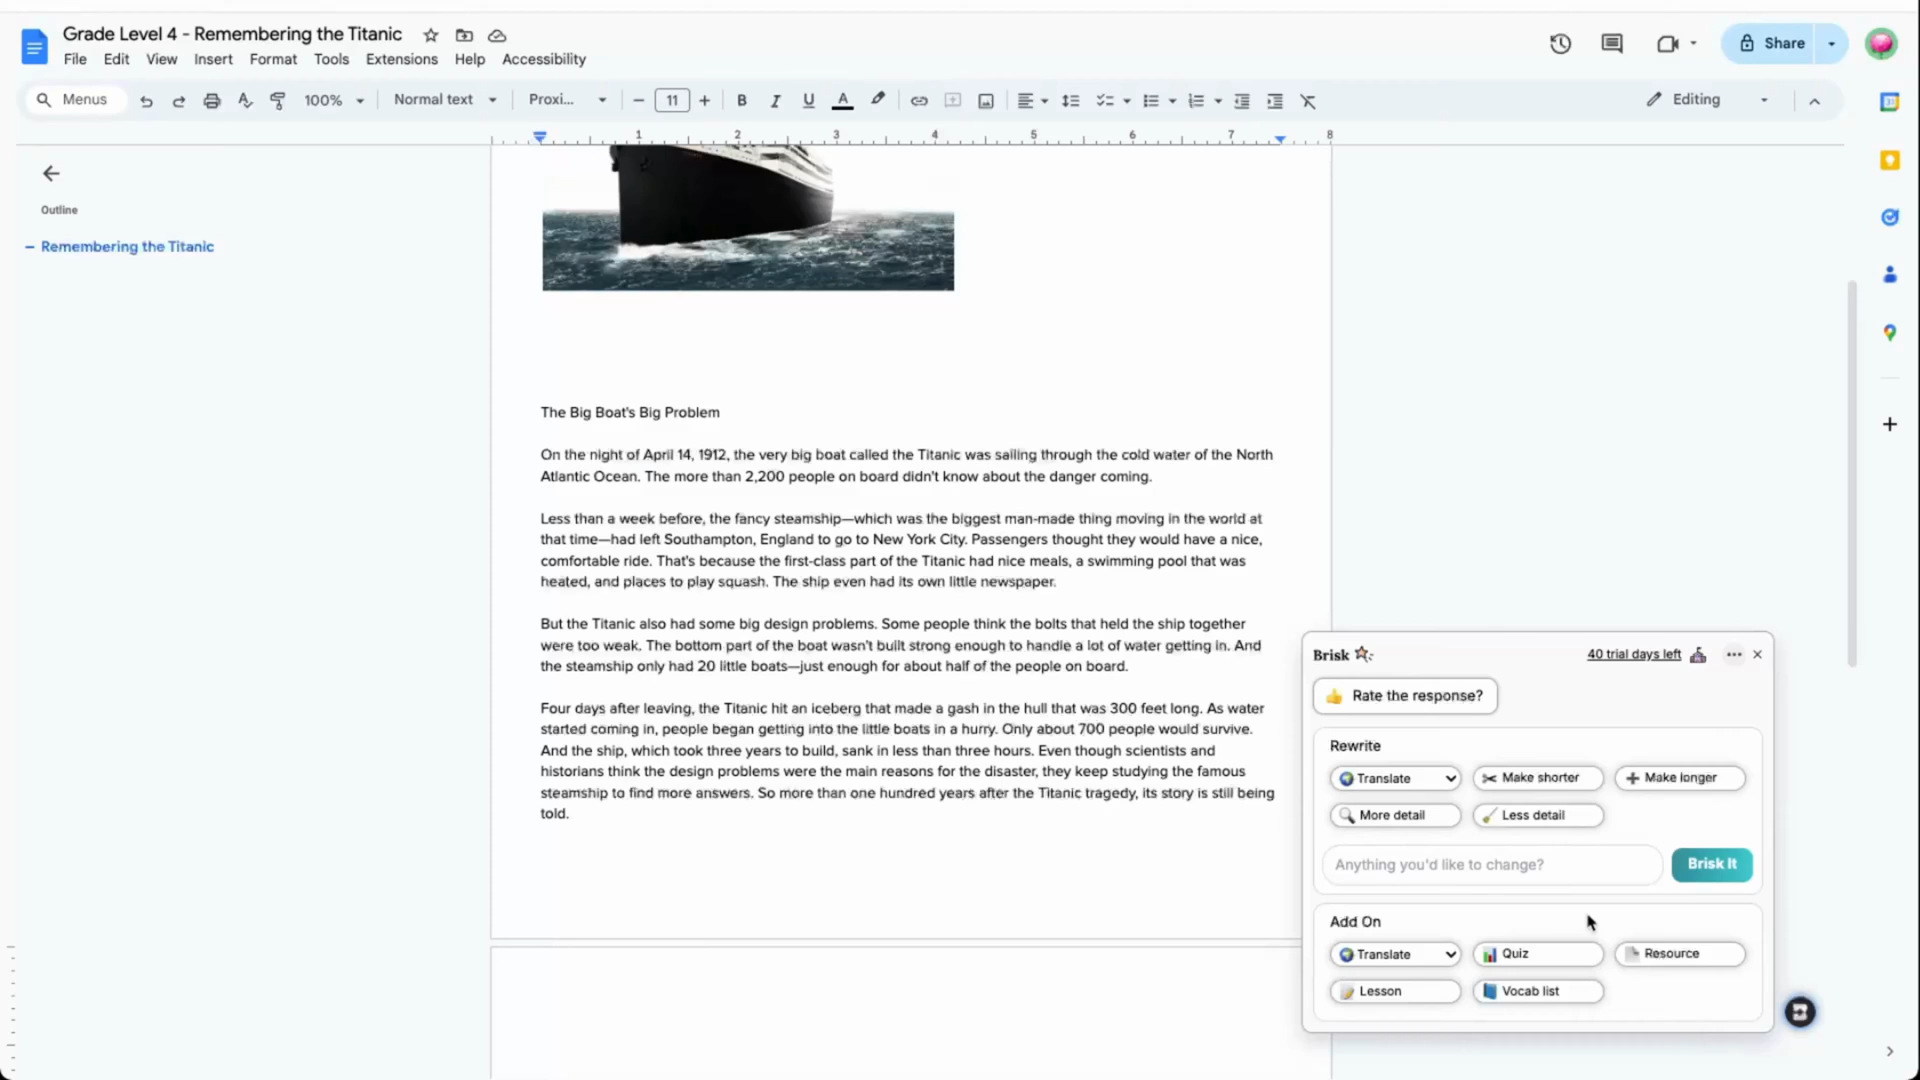 Grade Level 4 - Remembering the Titanic
File Edit View Insert Format Tools Extensions Help Accessibility
Share
Menus 100% Normal text Proxi... 11 Editing
1 2 3 4 5 6 7 8
Outline
Remembering the Titanic
The Big Boat's Big Problem
On the night of April 14, 1912, the very big boat called the Titanic was sailing through the cold water of the North
Atlantic Ocean. The more than 2,200 people on board didn't know about the danger coming.
Less than a week before, the fancy steamship—which was the biggest man-made thing moving in the world at
that time—had left Southampton, England to go to New York City. Passengers thought they would have a nice,
comfortable ride. That's because the first-class part of the Titanic had nice meals, a swimming pool that was
heated, and places to play squash. The ship even had its own little newspaper.
But the Titanic also had some big design problems. Some people think the bolts that held the ship together
were too weak. The bottom part of the boat wasn't built strong enough to handle a lot of water getting in. And
the steamship only had 20 little boats—just enough for about half of the people on board.
Four days after leaving, the Titanic hit an iceberg that made a gash in the hull that was 300 feet long. As water
started coming in, people began getting into the little boats in a hurry. Only about 700 people would survive.
And the ship, which took three years to build, sank in less than three hours. Even though scientists and
historians think the design problems were the main reasons for the disaster, they keep studying the famous
steamship to find more answers. So more than one hundred years after the Titanic tragedy, its story is still being
told.
Brisk 40 trial days left
Rate the response?
Rewrite
Translate Make shorter Make longer
More detail Less detail
Anything you'd like to change? Brisk It
Add On
Translate Quiz Resource
Lesson Vocab list